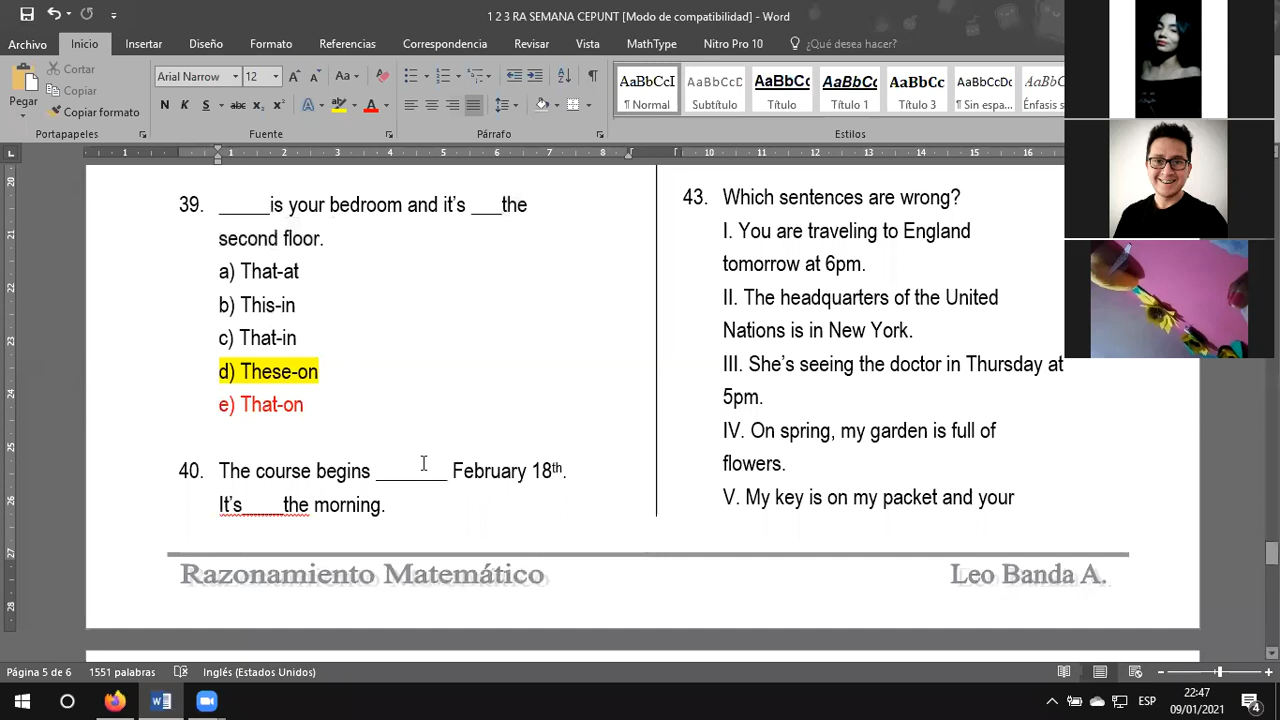 1 2 3 RA SEMANA CEPUNT [Modo de compatibilidad] - Word
Archivo Inicio Insertar Diseño Formato Referencias Correspondencia Revisar Vista MathType Nitro Pro 10 ¿Qué desea hacer?
Pegar
Cortar
Copiar
Copiar formato
Portapapeles
Arial Narrow 12
Fuente
Párrafo
AaBbCcI AaBbCcD AaBbC AaBbCc AaBbCc AaBbCcDc AaBbCcD
¶ Normal Subtítulo Título Título 1 Título 3 ¶ Sin espa... Énfasis s
Estilos
39. _____is your bedroom and it's ___the
second floor.
a) That-at
b) This-in
c) That-in
d) These-on
e) That-on
40. The course begins _______ February 18th.
It's____the morning.
43. Which sentences are wrong?
I. You are traveling to England
tomorrow at 6pm.
II. The headquarters of the United
Nations is in New York.
III. She's seeing the doctor in Thursday at
5pm.
IV. On spring, my garden is full of
flowers.
V. My key is on my packet and your
Razonamiento Matemático Leo Banda A.
Página 5 de 6 1551 palabras Inglés (Estados Unidos)
ESP
22:47
09/01/2021
4